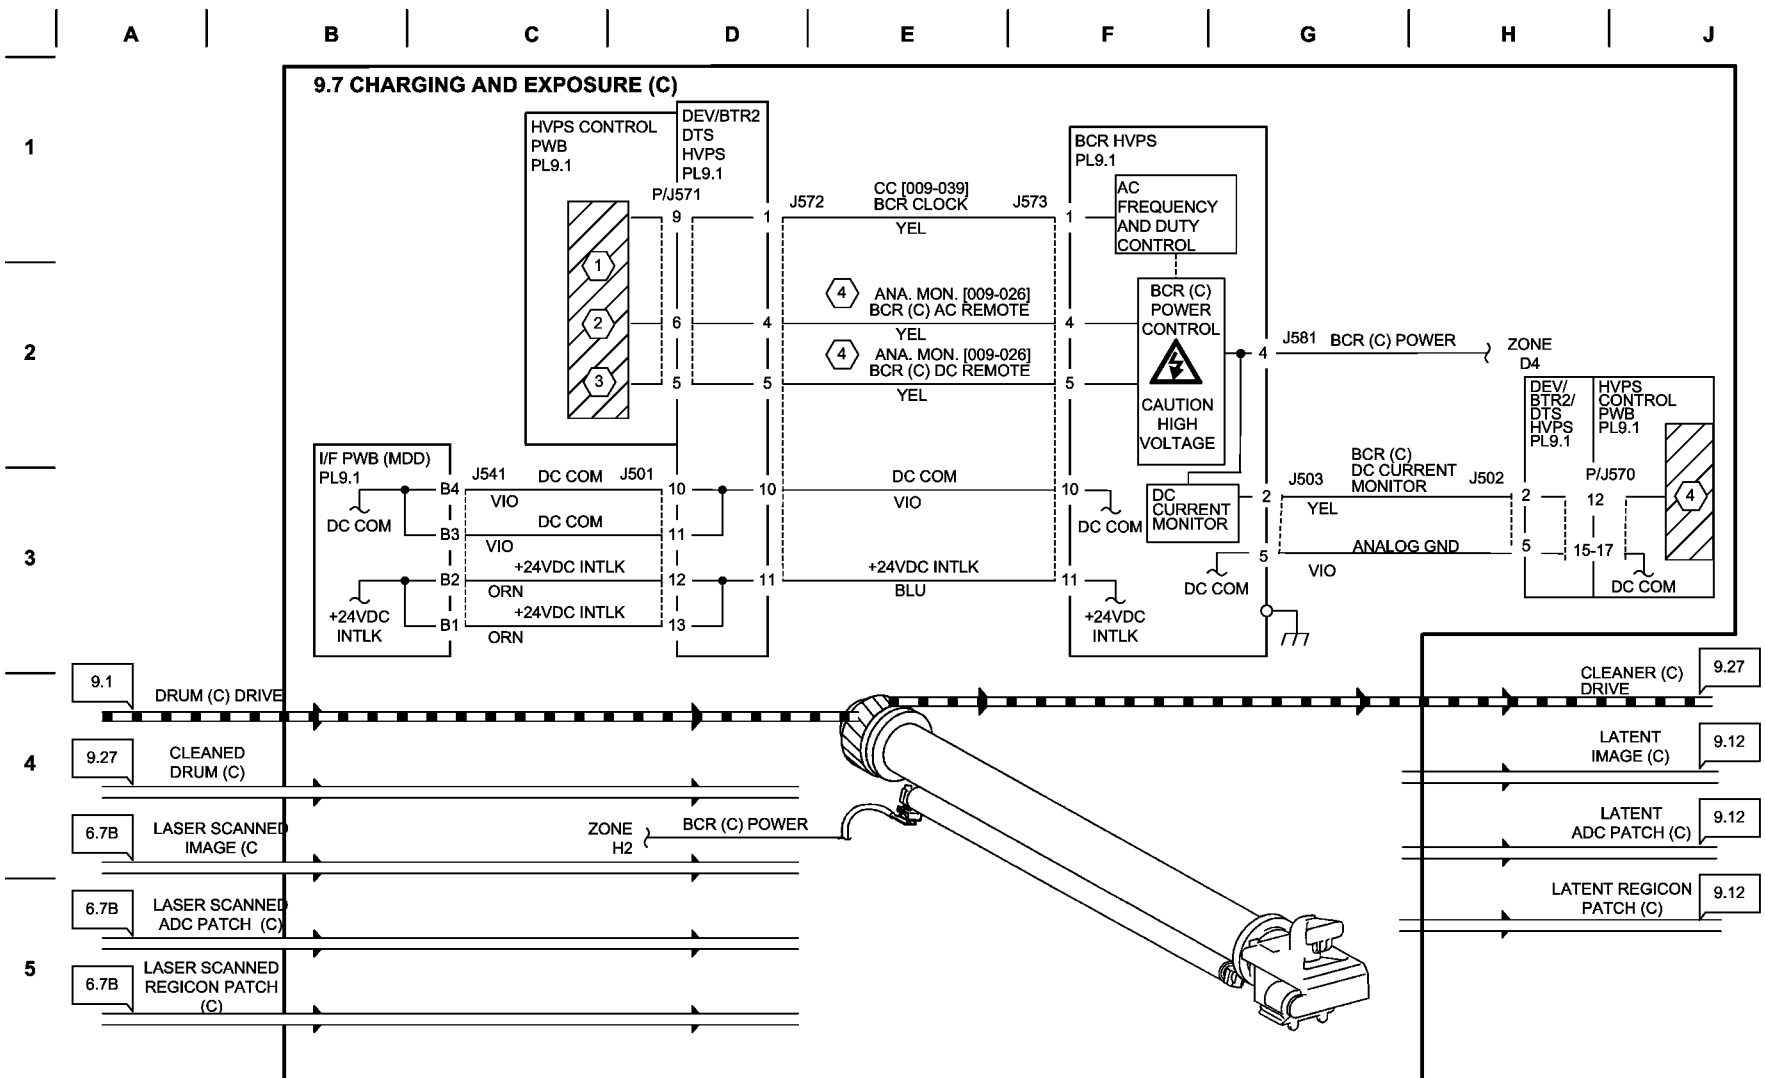 A B C D E F G H J
9.7 CHARGING AND EXPOSURE (C)
1
HVPS CONTROL
PWB
PL9.1
DEV/BTR2
DTS
HVPS
PL9.1
P/J571
9
1
J572
CC [009-039]
BCR CLOCK
YEL
J573
1
BCR HVPS
PL9.1
AC
FREQUENCY
AND DUTY
CONTROL
2
1
2
3
6
4
4
ANA. MON. [009-026]
BCR (C) AC REMOTE
YEL
4
5
5
4
ANA. MON. [009-026]
BCR (C) DC REMOTE
YEL
5
BCR (C)
POWER
CONTROL
CAUTION
HIGH
VOLTAGE
4
J581
BCR (C) POWER
ZONE
D4
DEV/
BTR2/
DTS
HVPS
PL9.1
HVPS
CONTROL
PWB
PL9.1
3
I/F PWB (MDD)
PL9.1
DC COM
+24VDC
INTLK
B4
B3
B2
B1
J541
DC COM
J501
VIO
DC COM
VIO
+24VDC INTLK
ORN
+24VDC INTLK
ORN
10
11
12
13
10
11
DC COM
VIO
+24VDC INTLK
BLU
10
11
DC COM
+24VDC
INTLK
DC
CURRENT
MONITOR
2
J503
BCR (C)
DC CURRENT
MONITOR
YEL
J502
2
P/J570
12
4
DC COM
5
ANALOG GND
VIO
5
15-17
DC COM
4
9.1
DRUM (C) DRIVE
CLEANER (C)
DRIVE
9.27
9.27
CLEANED
DRUM (C)
LATENT
IMAGE (C)
9.12
6.7B
LASER SCANNED
IMAGE (C
ZONE
H2
BCR (C) POWER
LATENT
ADC PATCH (C)
9.12
5
6.7B
LASER SCANNED
ADC PATCH (C)
LATENT REGICON
PATCH (C)
9.12
6.7B
LASER SCANNED
REGICON PATCH
(C)